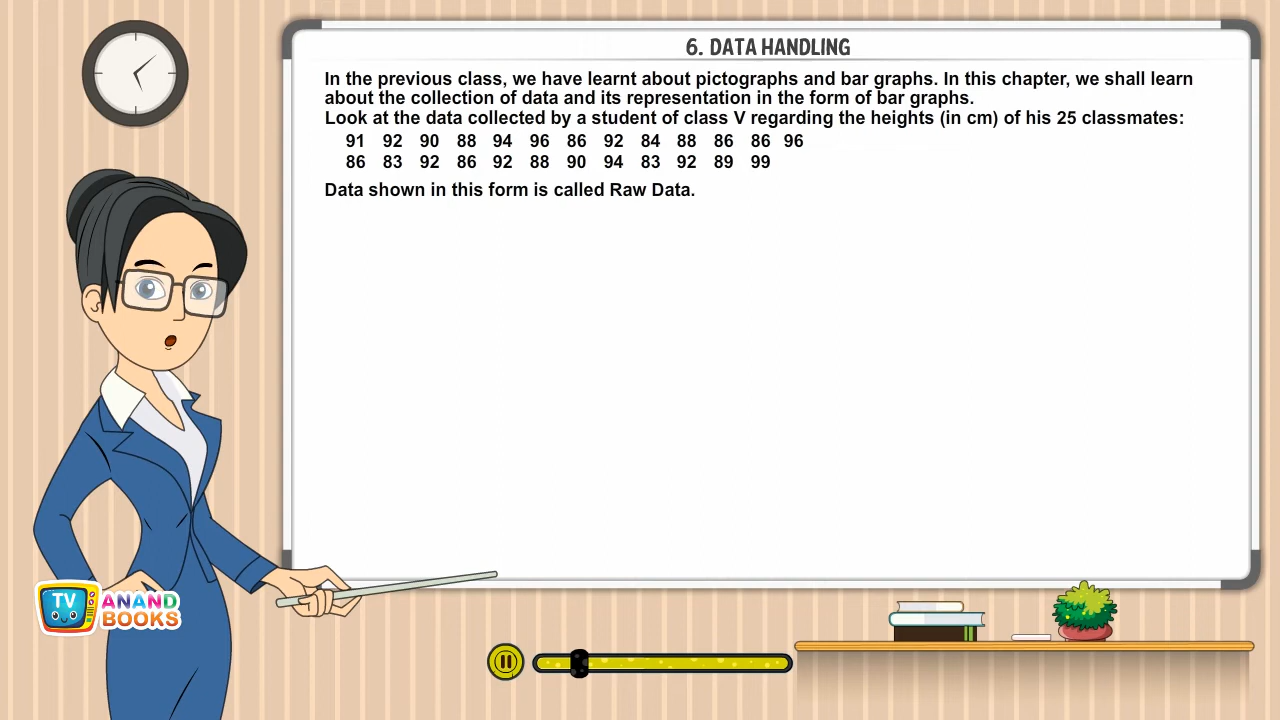 6. DATA HANDLING
In the previous class, we have learnt about pictographs and bar graphs. In this chapter, we shall learn
about the collection of data and its representation in the form of bar graphs.
Look at the data collected by a student of class V regarding the heights (in cm) of his 25 classmates:
91 92 90 88 94 96 86 92 84 88 86 86 96
86 83 92 86 92 88 90 94 83 92 89 99
Data shown in this form is called Raw Data.
TV
ANAND
BOOKS